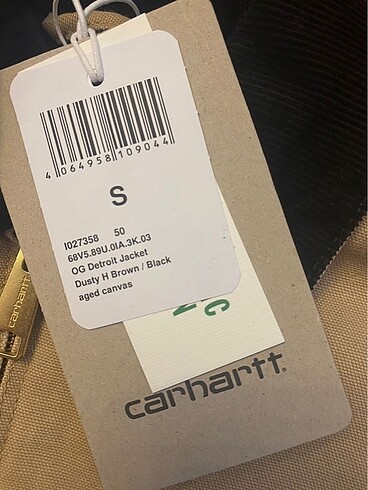 4 064958 109044
S
I027358 50
68V5.89U.0IA.3K.03
OG Detroit Jacket
Dusty H Brown / Black
aged canvas
carhartt
carhartt.